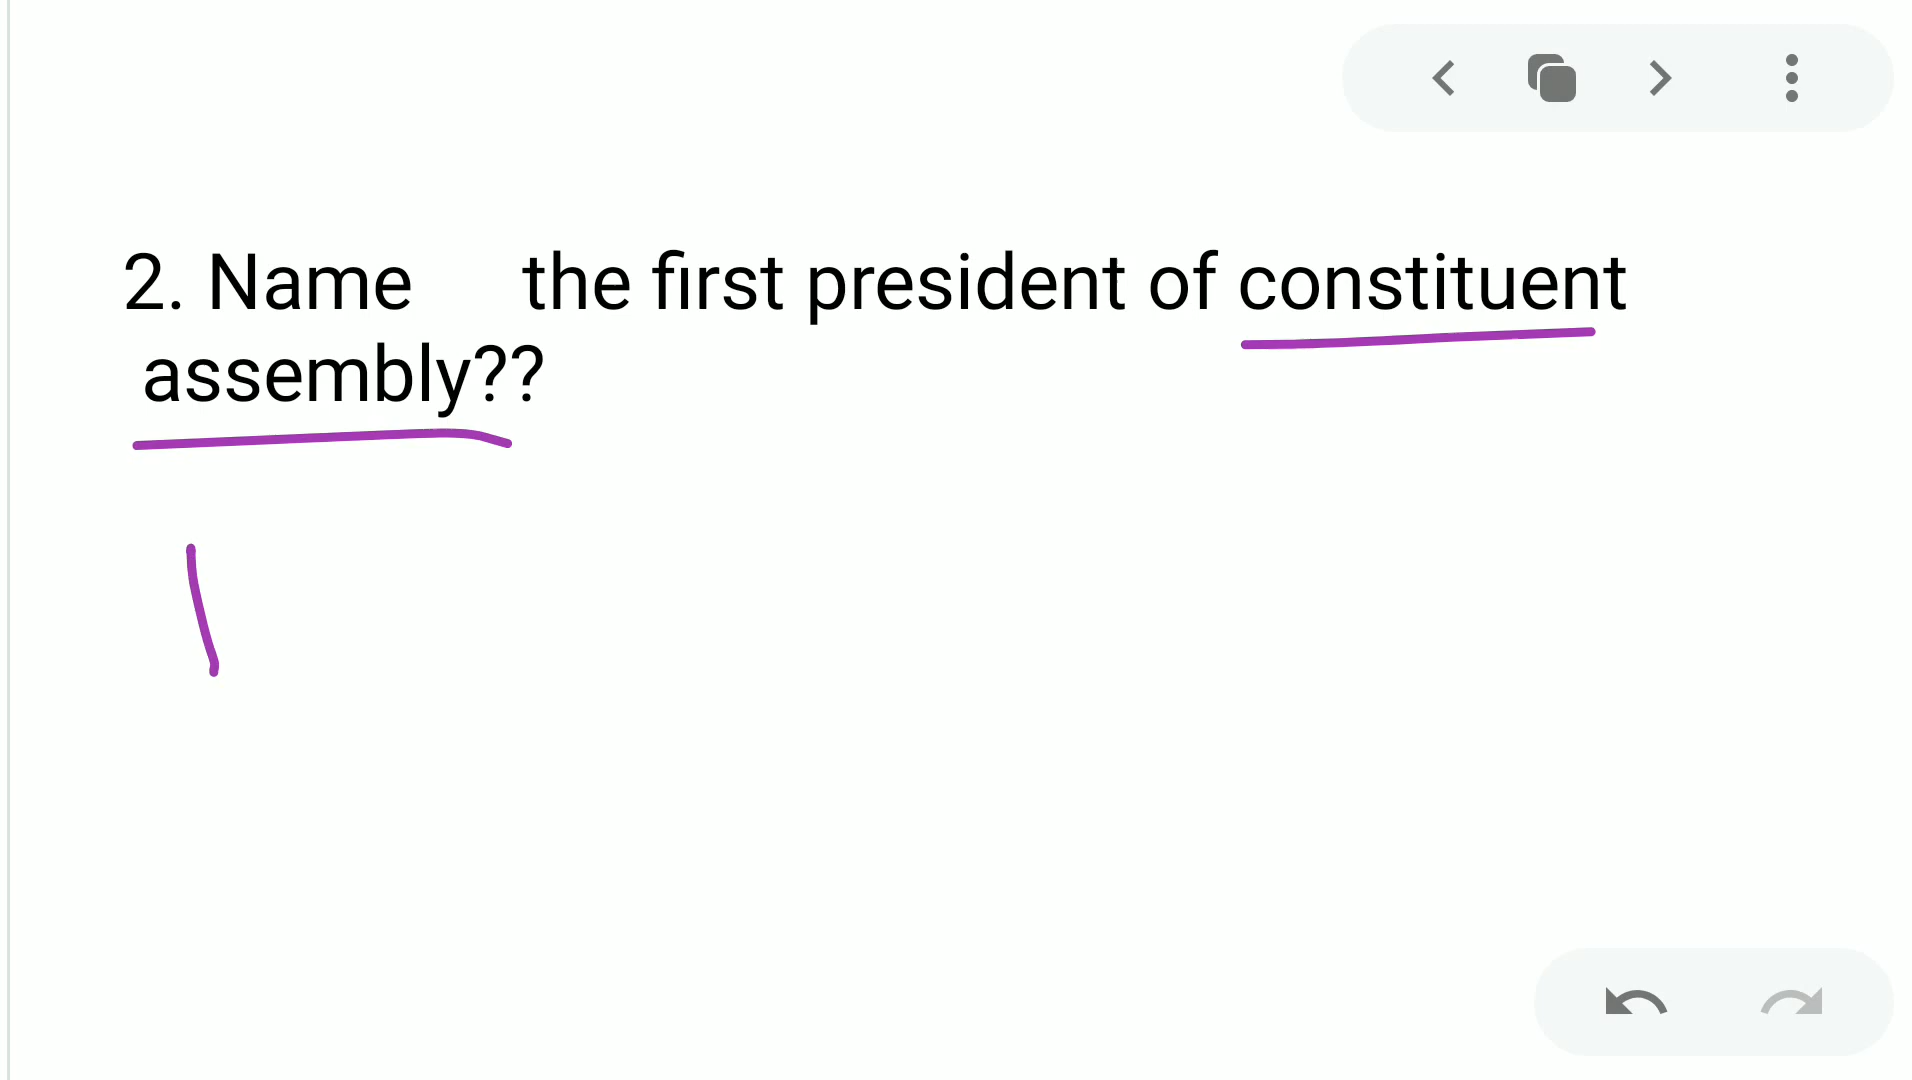 2. Name the first president of constituent
assembly??